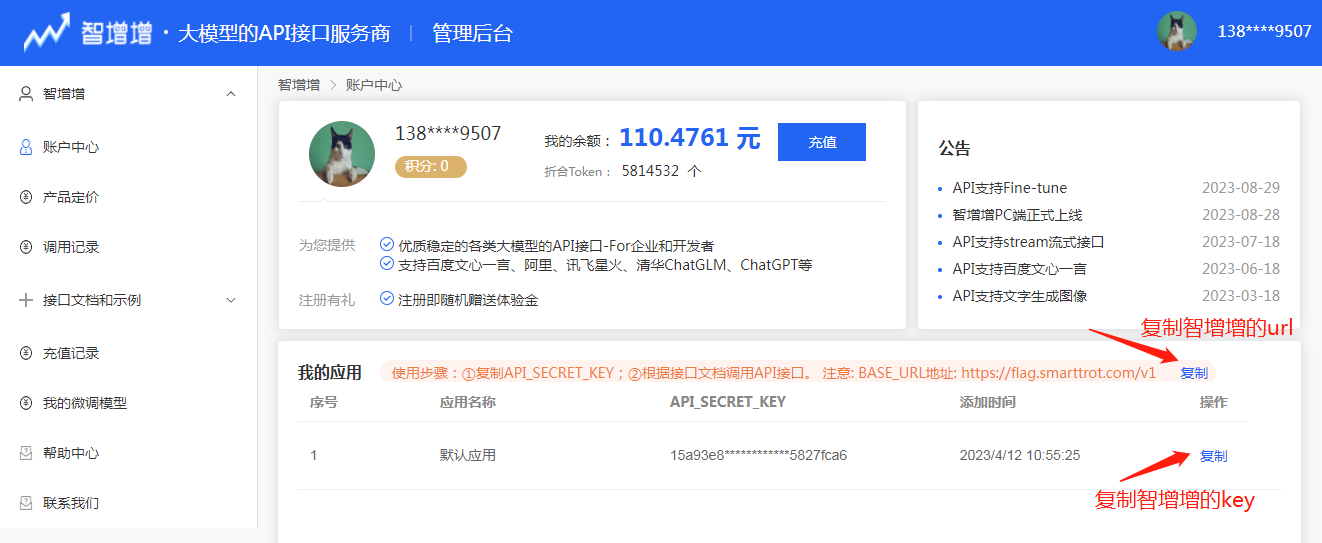 智增增 · 大模型的API接口服务商 | 管理后台 138****9507
智增增
账户中心
产品定价
调用记录
接口文档和示例
充值记录
我的微调模型
帮助中心
联系我们
智增增 > 账户中心
138****9507
积分: 0
我的余额： 110.4761 元 充值
折合Token： 5814532 个
为您提供 优质稳定的各类大模型的API接口-For企业和开发者
支持百度文心一言、阿里、讯飞星火、清华ChatGLM、ChatGPT等
注册有礼 注册即随机赠送体验金
公告
API支持Fine-tune 2023-08-29
智增增PC端正式上线 2023-08-28
API支持stream流式接口 2023-07-18
API支持百度文心一言 2023-06-18
API支持文字生成图像 2023-03-18
复制智增增的url
我的应用 使用步骤：①复制API_SECRET_KEY；②根据接口文档调用API接口。 注意: BASE_URL地址: https://flag.smarttrot.com/v1 复制
序号 应用名称 API_SECRET_KEY 添加时间 操作
1 默认应用 15a93e8************5827fca6 2023/4/12 10:55:25 复制
复制智增增的key